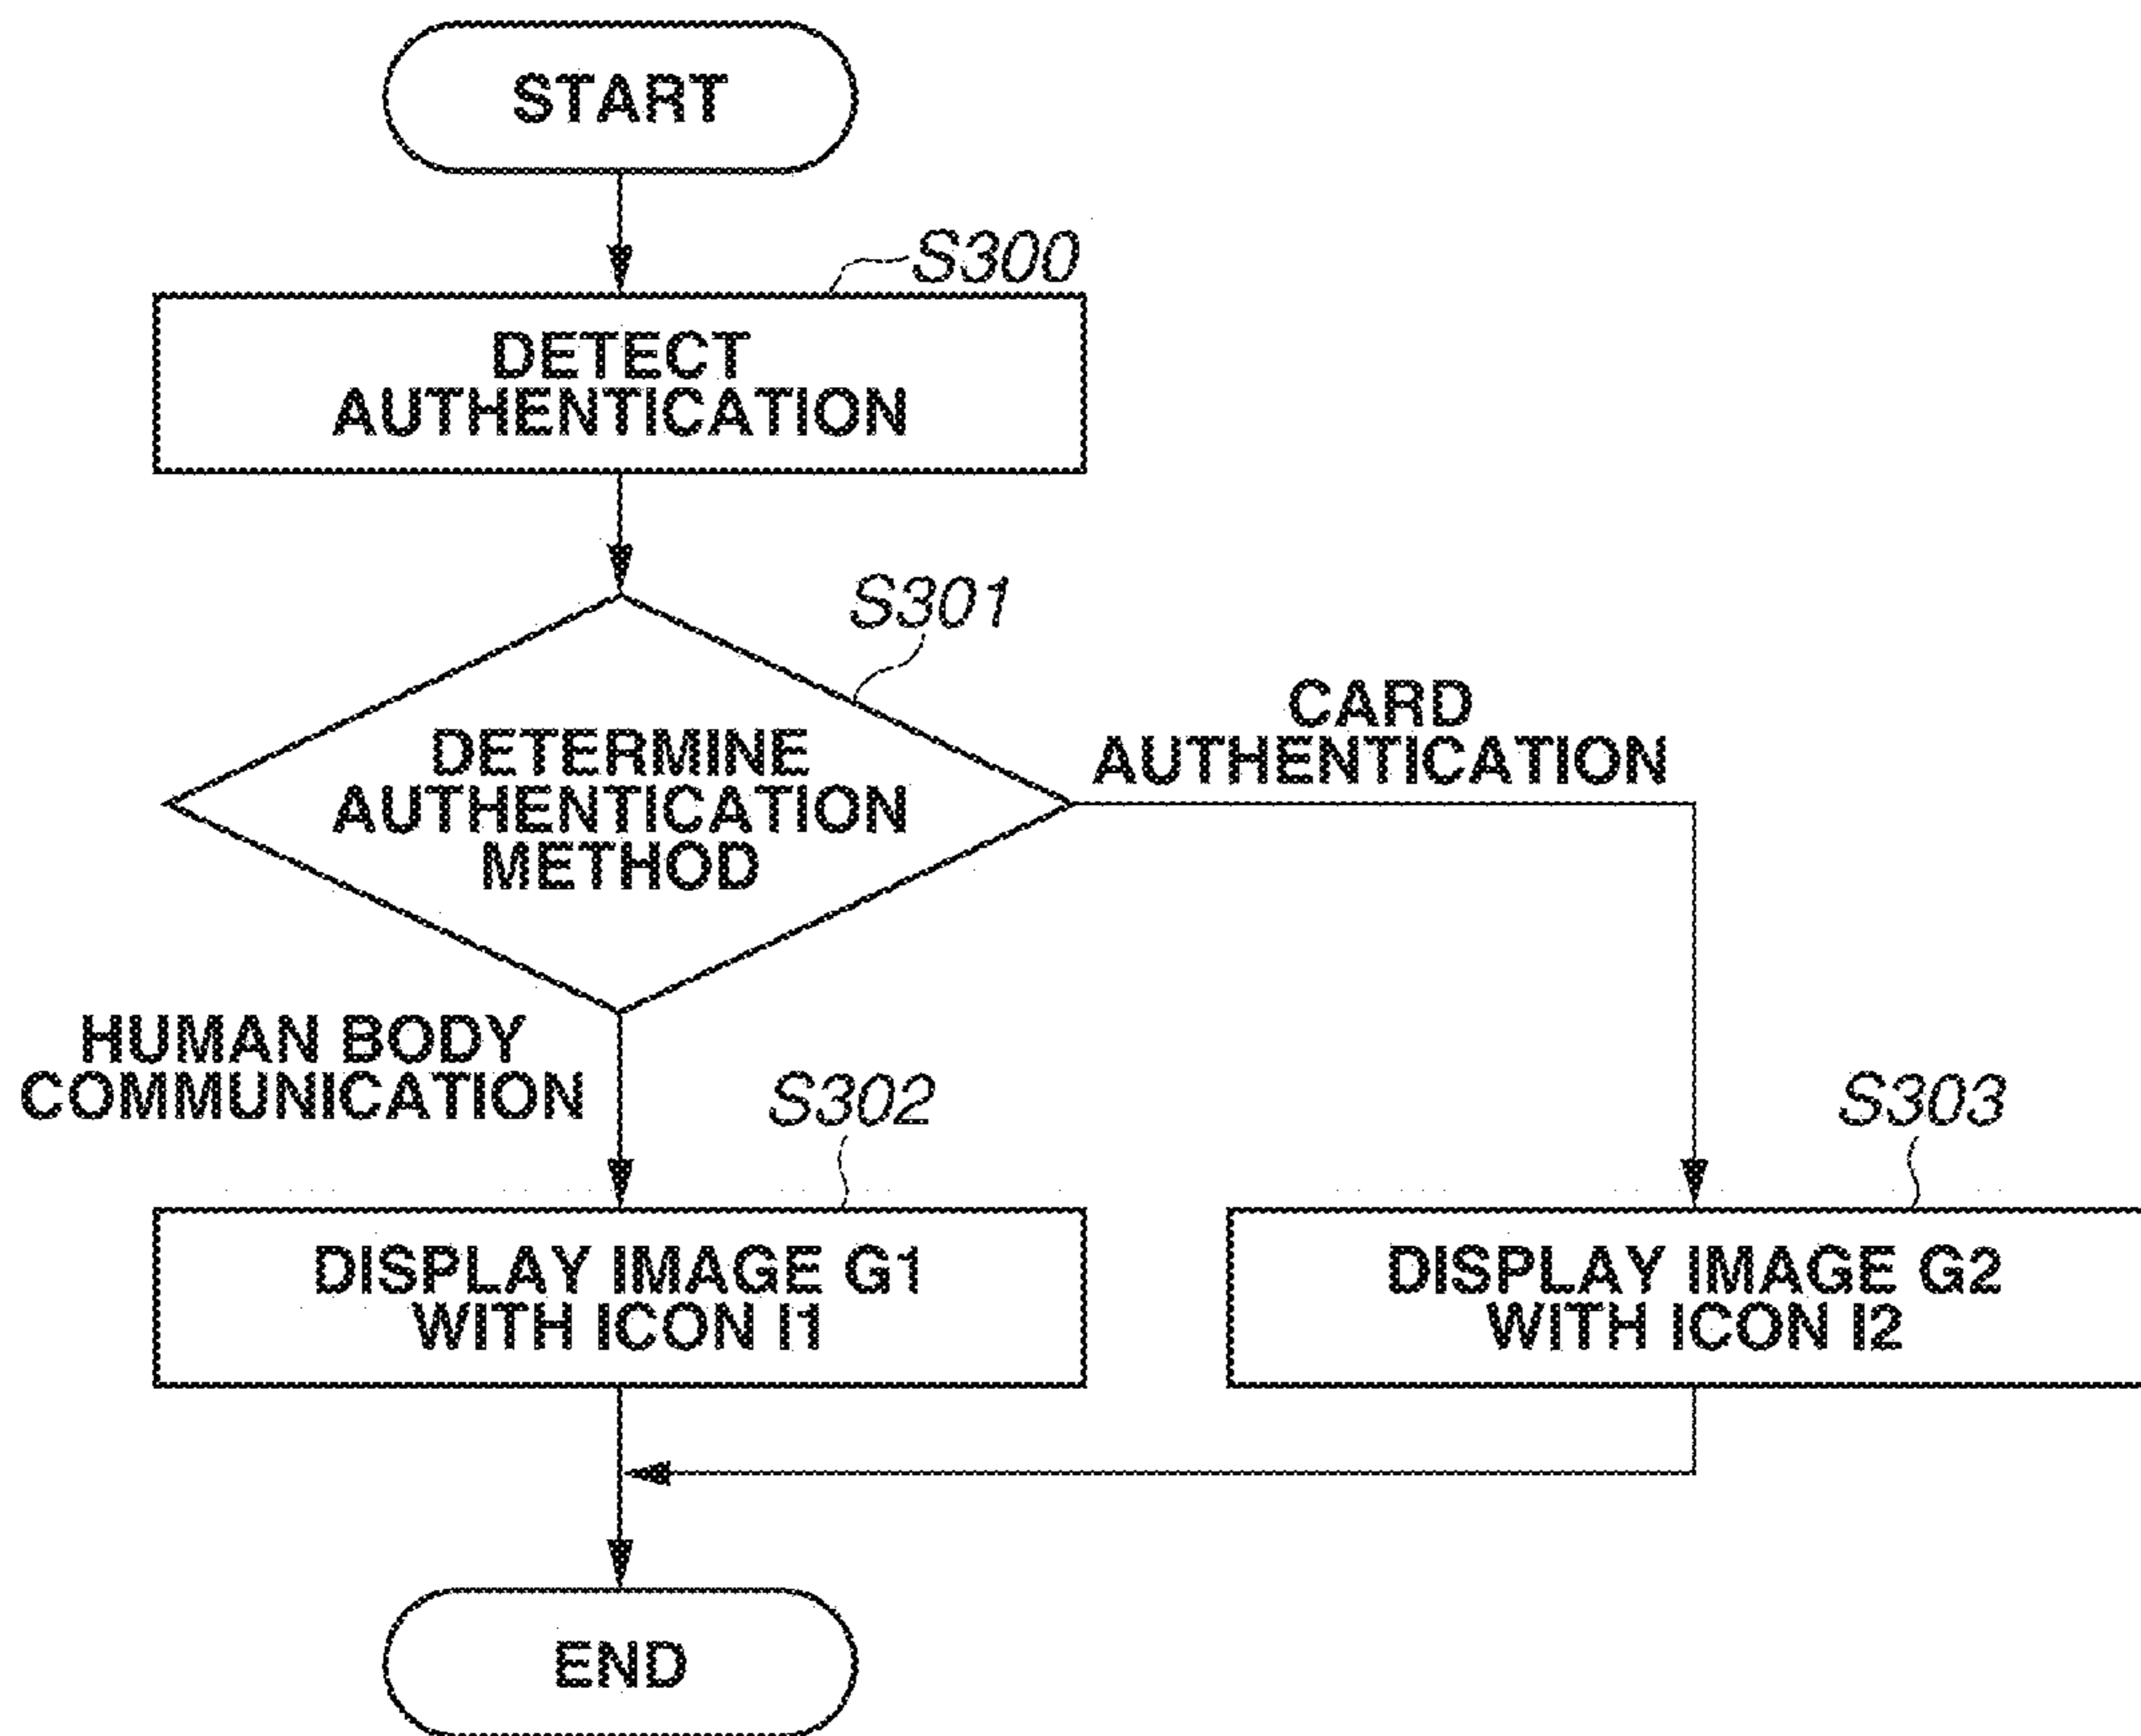 START
S300
DETECT
AUTHENTICATION
S301
DETERMINE
AUTHENTICATION
METHOD
CARD
AUTHENTICATION
HUMAN BODY
COMMUNICATION
S302
DISPLAY IMAGE G1
WITH ICON I1
S303
DISPLAY IMAGE G2
WITH ICON I2
END